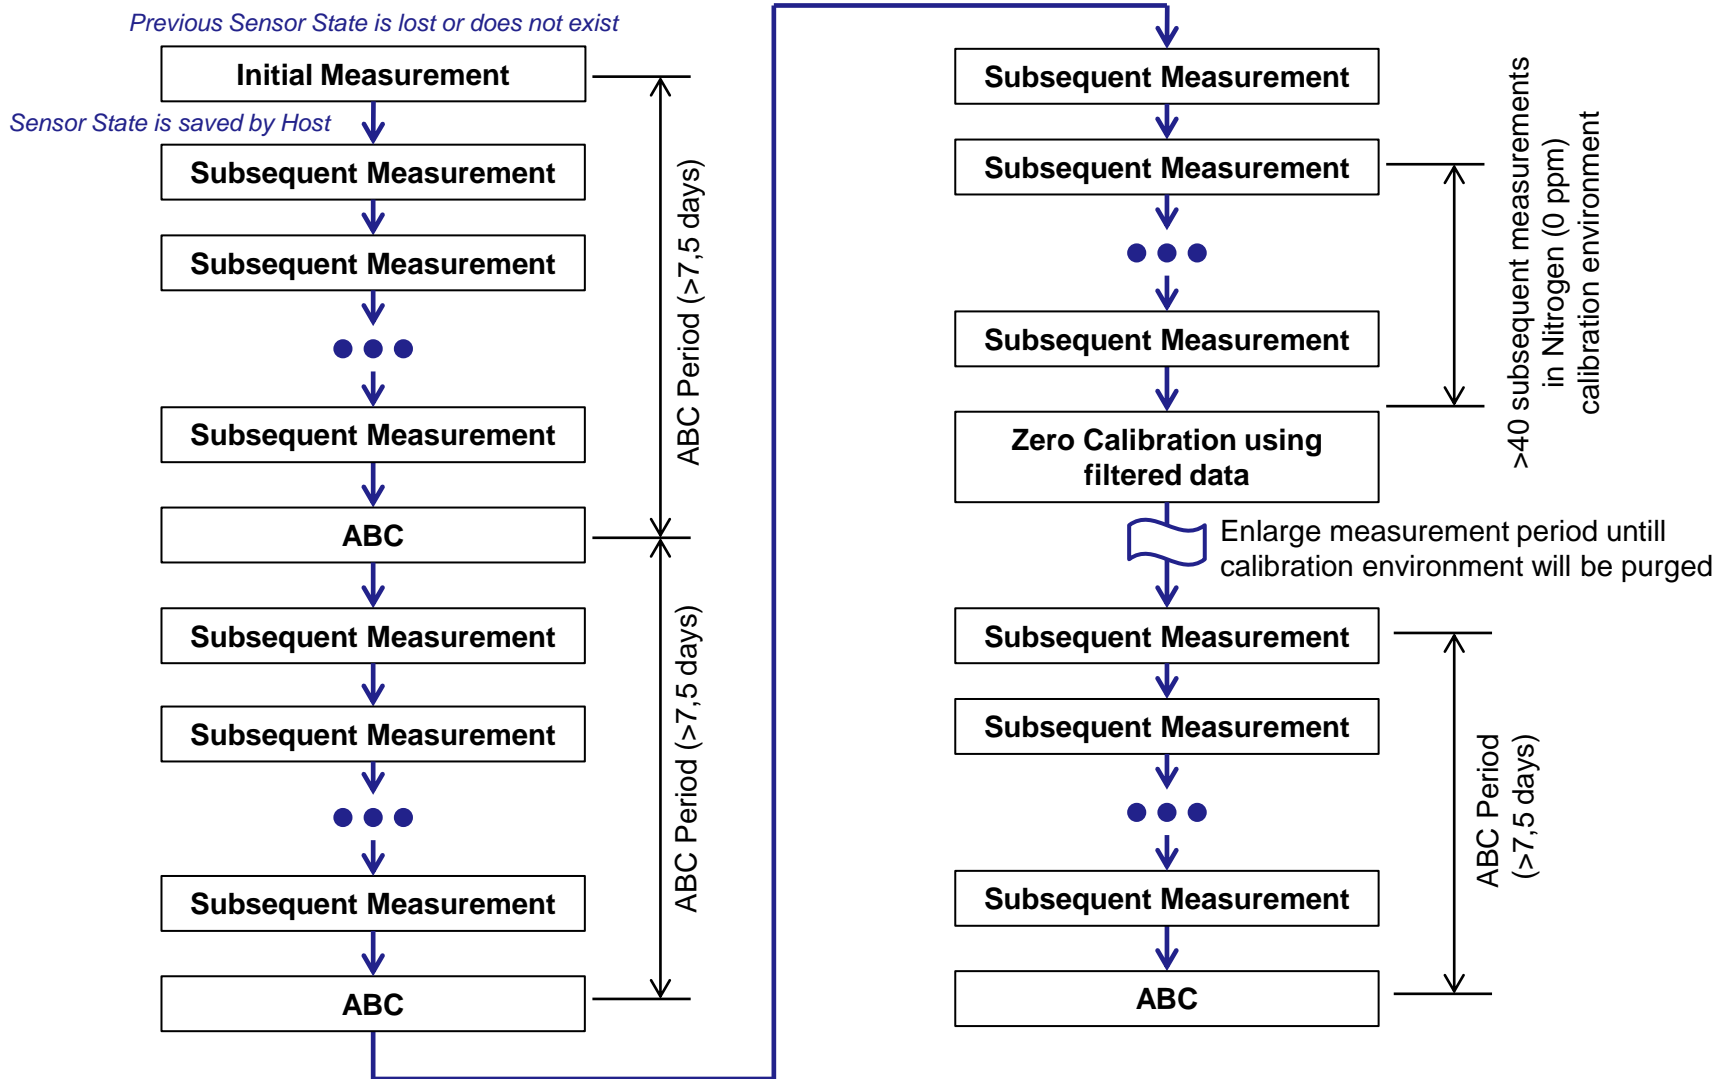 Previous Sensor State is lost or does not exist
Initial Measurement
Sensor State is saved by Host
Subsequent Measurement
Subsequent Measurement
Subsequent Measurement
ABC
ABC Period (>7,5 days)
Subsequent Measurement
Subsequent Measurement
Subsequent Measurement
ABC
ABC Period (>7,5 days)
Subsequent Measurement
Subsequent Measurement
Subsequent Measurement
Zero Calibration using
filtered data
>40 subsequent measurements
in Nitrogen (0 ppm)
calibration environment
Enlarge measurement period untill
calibration environment will be purged
Subsequent Measurement
Subsequent Measurement
Subsequent Measurement
ABC
ABC Period
(>7,5 days)